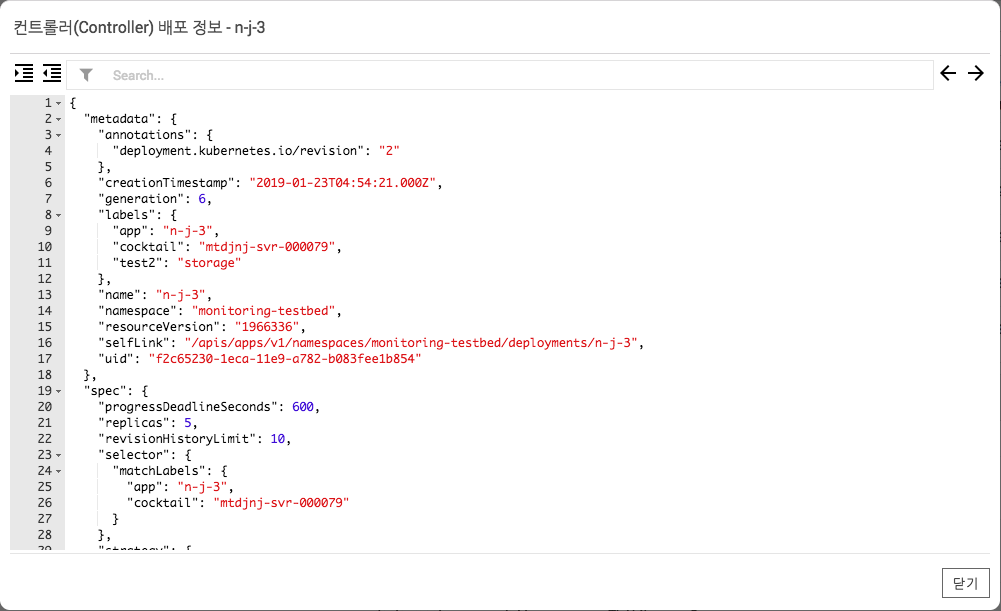 컨트롤러(Controller) 배포 정보 - n-j-3
Search...
1 {
2 "metadata": {
3 "annotations": {
4 "deployment.kubernetes.io/revision": "2"
5 },
6 "creationTimestamp": "2019-01-23T04:54:21.000Z",
7 "generation": 6,
8 "labels": {
9 "app": "n-j-3",
10 "cocktail": "mtdjnj-svr-000079",
11 "test2": "storage"
12 },
13 "name": "n-j-3",
14 "namespace": "monitoring-testbed",
15 "resourceVersion": "1966336",
16 "selfLink": "/apis/apps/v1/namespaces/monitoring-testbed/deployments/n-j-3",
17 "uid": "f2c65230-1eca-11e9-a782-b083fee1b854"
18 },
19 "spec": {
20 "progressDeadlineSeconds": 600,
21 "replicas": 5,
22 "revisionHistoryLimit": 10,
23 "selector": {
24 "matchLabels": {
25 "app": "n-j-3",
26 "cocktail": "mtdjnj-svr-000079"
27 }
28 },
29 "strategy": {
닫기